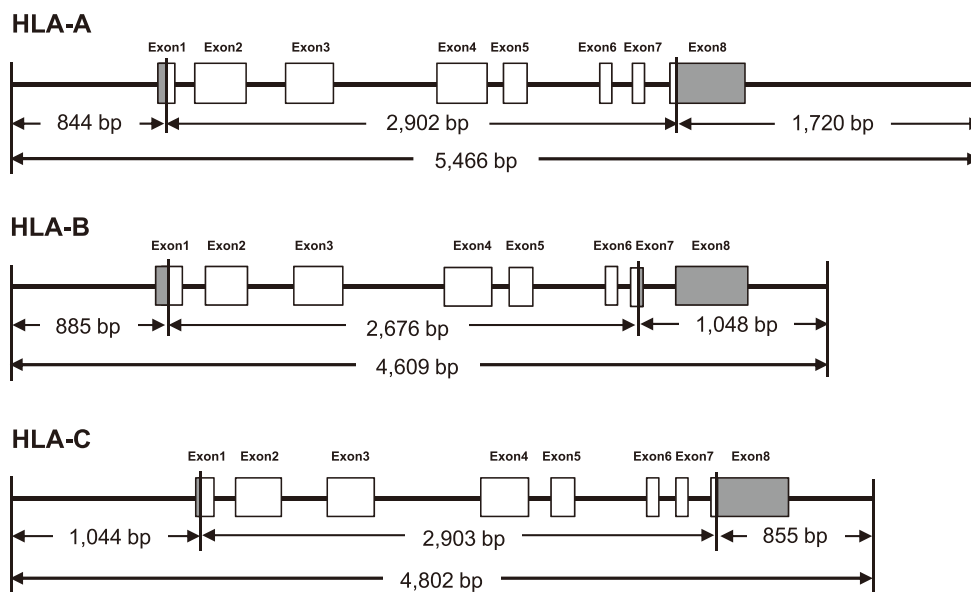 HLA-A
Exon1 Exon2 Exon3 Exon4 Exon5 Exon6 Exon7 Exon8
844 bp 2,902 bp 1,720 bp
5,466 bp
HLA-B
Exon1 Exon2 Exon3 Exon4 Exon5 Exon6 Exon7 Exon8
885 bp 2,676 bp 1,048 bp
4,609 bp
HLA-C
Exon1 Exon2 Exon3 Exon4 Exon5 Exon6 Exon7 Exon8
1,044 bp 2,903 bp 855 bp
4,802 bp